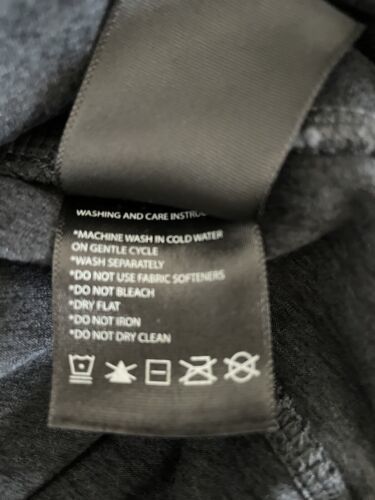 WASHING AND CARE
*MACHINE WASH IN COLD WATER
ON GENTLE CYCLE
*WASH SEPARATELY
*DO NOT USE FABRIC SOFTENERS
*DO NOT BLEACH
*DRY FLAT
*DO NOT IRON
*DO NOT DRY CLEAN